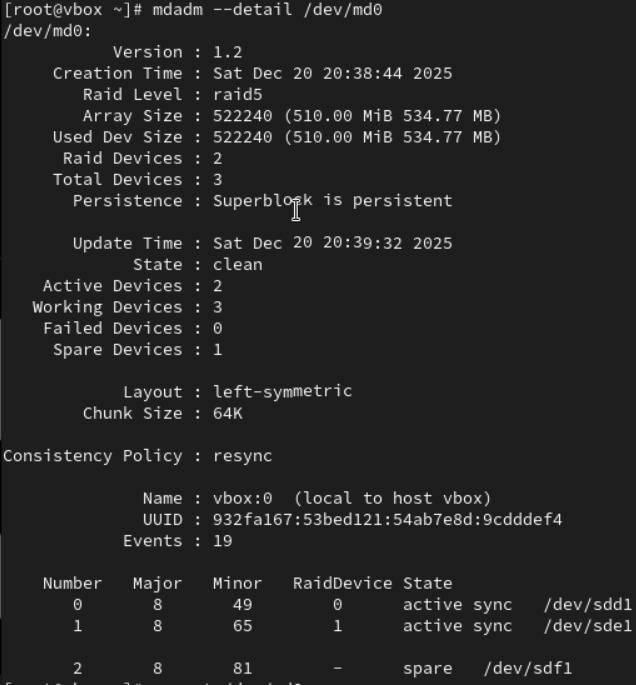 [root@vbox ~]# mdadm --detail /dev/md0
/dev/md0:
Version : 1.2
Creation Time : Sat Dec 20 20:38:44 2025
Raid Level : raid5
Array Size : 522240 (510.00 MiB 534.77 MB)
Used Dev Size : 522240 (510.00 MiB 534.77 MB)
Raid Devices : 2
Total Devices : 3
Persistence : Superblock is persistent
Update Time : Sat Dec 20 20:39:32 2025
State : clean
Active Devices : 2
Working Devices : 3
Failed Devices : 0
Spare Devices : 1
Layout : left-symmetric
Chunk Size : 64K
Consistency Policy : resync
Name : vbox:0  (local to host vbox)
UUID : 932fa167:53bed121:54ab7e8d:9cdddef4
Events : 19
Number   Major   Minor   RaidDevice State
0       8       49        0      active sync   /dev/sdd1
1       8       65        1      active sync   /dev/sde1
2       8       81        -      spare   /dev/sdf1